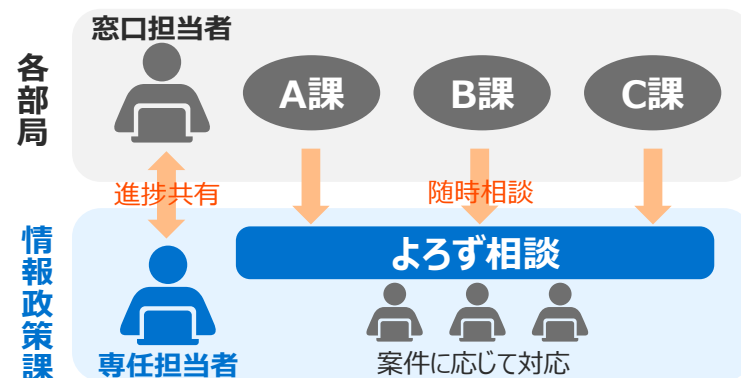 各部局
窓口担当者
A課
B課
C課
進捗共有
随時相談
情報政策課
よろず相談
専任担当者
案件に応じて対応